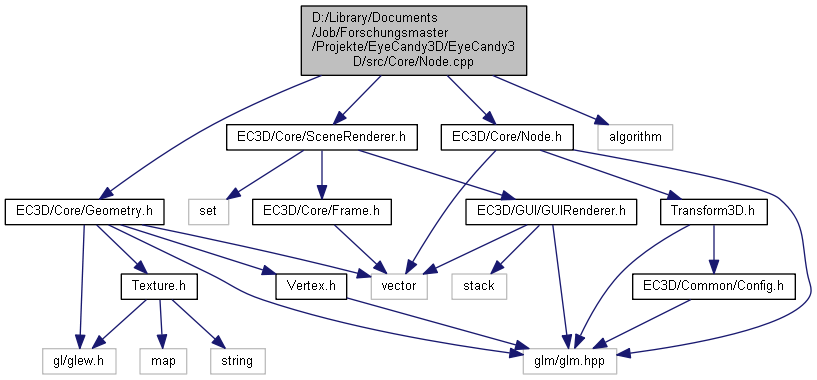 D:/Library/Documents
/Job/Forschungsmaster
/Projekte/EyeCandy3D/EyeCandy3
D/src/Core/Node.cpp
EC3D/Core/SceneRenderer.h
EC3D/Core/Node.h
algorithm
EC3D/Core/Geometry.h
set
EC3D/Core/Frame.h
EC3D/GUI/GUIRenderer.h
Transform3D.h
Texture.h
Vertex.h
vector
stack
EC3D/Common/Config.h
gl/glew.h
map
string
glm/glm.hpp